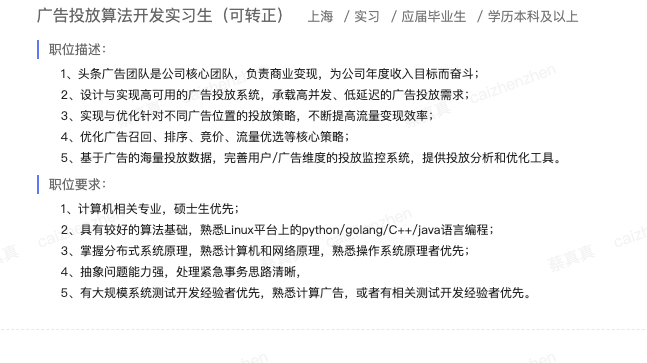 广告投放算法开发实习生（可转正） 上海 / 实习 / 应届毕业生 / 学历本科及以上
职位描述：
1、头条广告团队是公司核心团队，负责商业变现，为公司年度收入目标而奋斗；
2、设计与实现高可用的广告投放系统，承载高并发、低延迟的广告投放需求；
3、实现与优化针对不同广告位置的投放策略，不断提高流量变现效率；
4、优化广告召回、排序、竞价、流量优选等核心策略；
5、基于广告的海量投放数据，完善用户/广告维度的投放监控系统，提供投放分析和优化工具。
职位要求：
1、计算机相关专业，硕士生优先；
2、具有较好的算法基础，熟悉Linux平台上的python/golang/C++/java语言编程；
3、掌握分布式系统原理，熟悉计算机和网络原理，熟悉操作系统原理者优先；
4、抽象问题能力强，处理紧急事务思路清晰，
5、有大规模系统测试开发经验者优先，熟悉计算广告，或者有相关测试开发经验者优先。
蔡真真 caizhenzhen